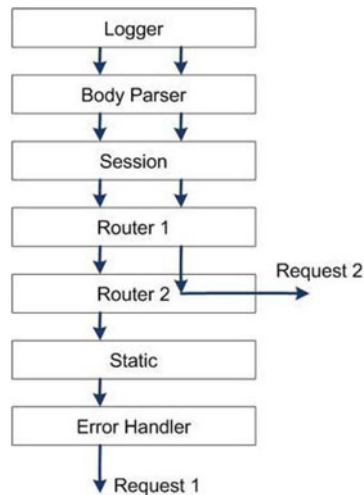 Logger
Body Parser
Session
Router 1
Request 2
Router 2
Static
Error Handler
Request 1